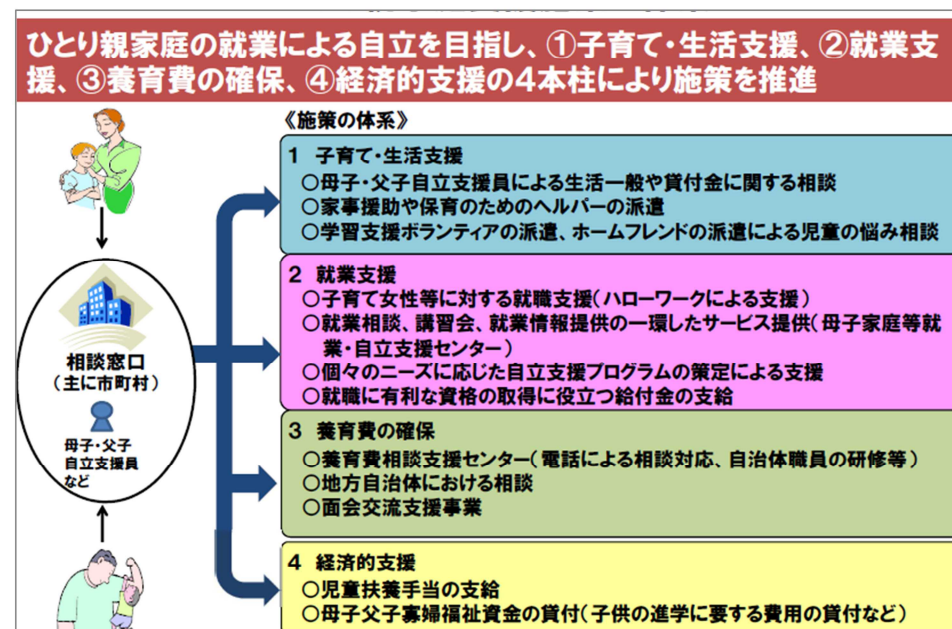 ひとり親家庭の就業による自立を目指し、①子育て・生活支援、②就業支
援、③養育費の確保、④経済的支援の4本柱により施策を推進
《施策の体系》
1 子育て・生活支援
○母子・父子自立支援員による生活一般や貸付金に関する相談
○家事援助や保育のためのヘルパーの派遣
○学習支援ボランティアの派遣、ホームフレンドの派遣による児童の悩み相談
2 就業支援
○子育て女性等に対する就職支援(ハローワークによる支援)
○就業相談、講習会、就業情報提供の一環したサービス提供(母子家庭等就
業・自立支援センター)
○個々のニーズに応じた自立支援プログラムの策定による支援
○就職に有利な資格の取得に役立つ給付金の支給
相談窓口
(主に市町村)
母子・父子
自立支援員
など
3 養育費の確保
○養育費相談支援センター(電話による相談対応、自治体職員の研修等)
○地方自治体における相談
○面会交流支援事業
4 経済的支援
○児童扶養手当の支給
○母子父子寡婦福祉資金の貸付(子供の進学に要する費用の貸付など)